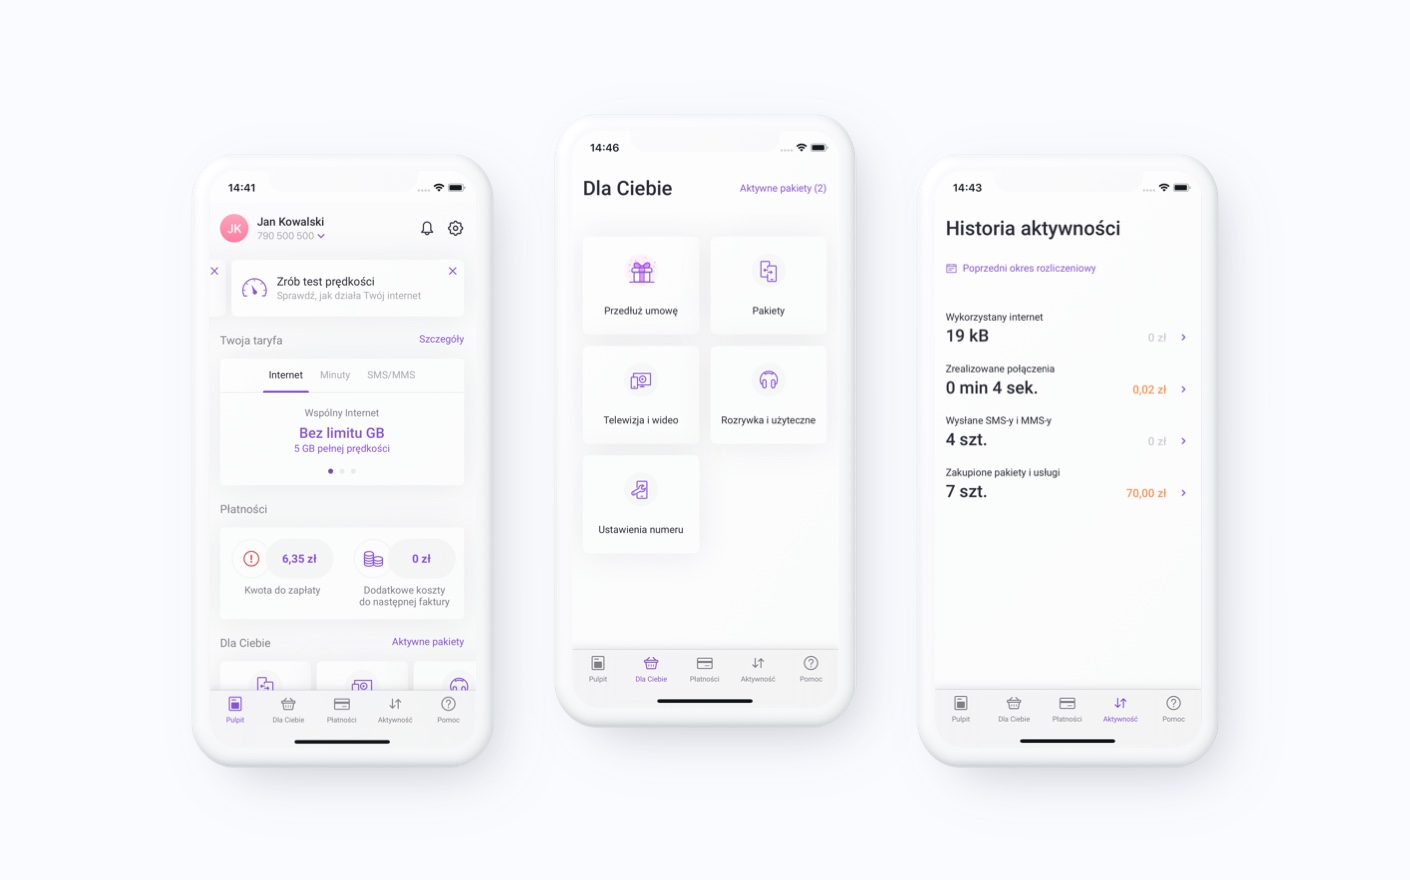 14:41
JK
Jan Kowalski
790 500 500
Zrób test prędkości
Sprawdź, jak działa Twój internet
Twoja taryfa
Szczegóły
Internet
Minuty
SMS/MMS
Wspólny Internet
Bez limitu GB
5 GB pełnej prędkości
Płatności
6,35 zł
0 zł
Kwota do zapłaty
Dodatkowe koszty
do następnej faktury
Dla Ciebie
Aktywne pakiety
Pulpit
Dla Ciebie
Płatności
Aktywność
Pomoc
14:46
Dla Ciebie
Aktywne pakiety (2)
Przedłuż umowę
Pakiety
Telewizja i wideo
Rozrywka i użyteczne
Ustawienia numeru
Pulpit
Dla Ciebie
Płatności
Aktywność
Pomoc
14:43
Historia aktywności
Poprzedni okres rozliczeniowy
Wykorzystany internet
19 kB
0 zł
Zrealizowane połączenia
0 min 4 sek.
0,02 zł
Wysłane SMS-y i MMS-y
4 szt.
0 zł
Zakupione pakiety i usługi
7 szt.
70,00 zł
Pulpit
Dla Ciebie
Płatności
Aktywność
Pomoc